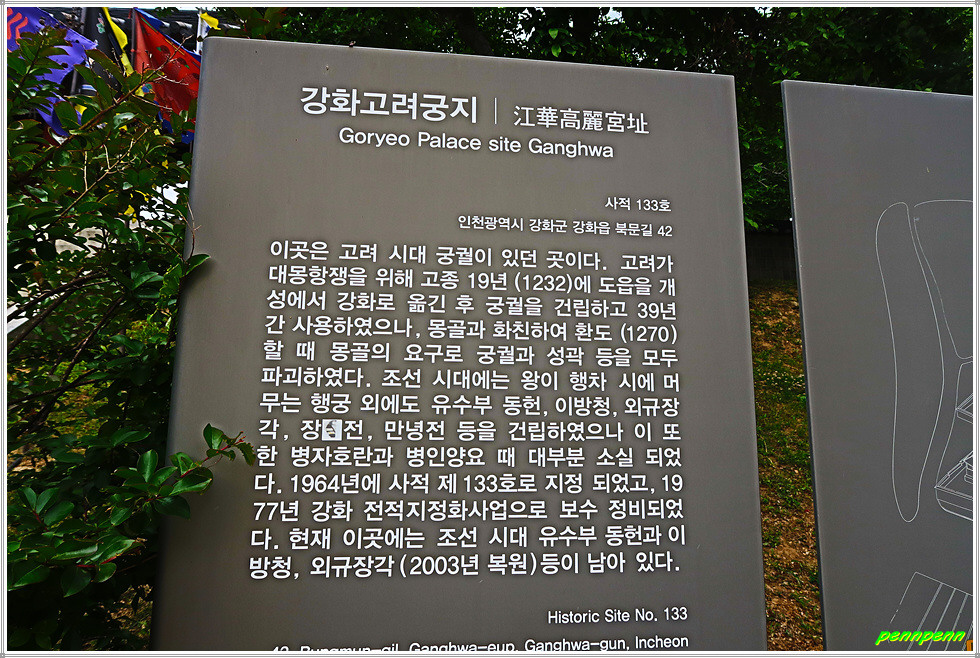 강화고려궁지 | 江華高麗宮址
Goryeo Palace site Ganghwa
사적 133호
인천광역시 강화군 강화읍 북문길 42
이곳은 고려 시대 궁궐이 있던 곳이다. 고려가
대몽항쟁을 위해 고종 19년 (1232)에 도읍을 개
성에서 강화로 옮긴 후 궁궐을 건립하고 39년
간 사용하였으나, 몽골과 화친하여 환도 (1270)
할 때 몽골의 요구로 궁궐과 성곽 등을 모두
파괴하였다. 조선 시대에는 왕이 행차 시에 머
무는 행궁 외에도 유수부 동헌, 이방청, 외규장
각, 장 전, 만녕전 등을 건립하였으나 이 또
한 병자호란과 병인양요 때 대부분 소실 되었
다. 1964년에 사적 제133호로 지정 되었고, 19
77년 강화 전적지정화사업으로 보수 정비되었
다. 현재 이곳에는 조선 시대 유수부 동헌과 이
방청, 외규장각 (2003년 복원)등이 남아 있다.
Historic Site No. 133
42, Bungmun-gil, Ganghwa-eup, Ganghwa-gun, Incheon
pennpenn